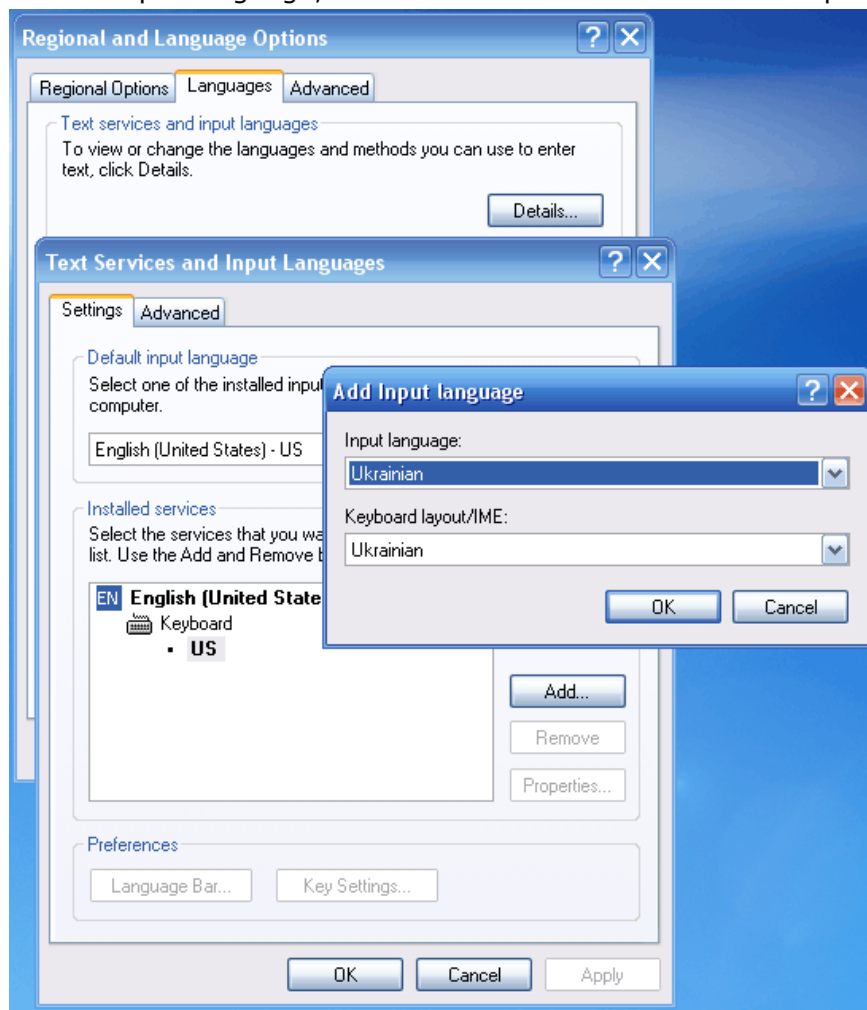 Regional and Language Options
Regional Options Languages Advanced
Text services and input languages
To view or change the languages and methods you can use to enter
text, click Details.
Details...
Text Services and Input Languages
Settings Advanced
Default input language
Select one of the installed input
computer.
English (United States) - US
Installed services
Select the services that you
list. Use the Add and Remove
EN English (United State
Keyboard
• US
Add...
Remove
Properties...
Preferences
Language Bar... Key Settings...
OK Cancel Apply
Add Input language
Input language:
Ukrainian
Keyboard layout/IME:
Ukrainian
OK Cancel